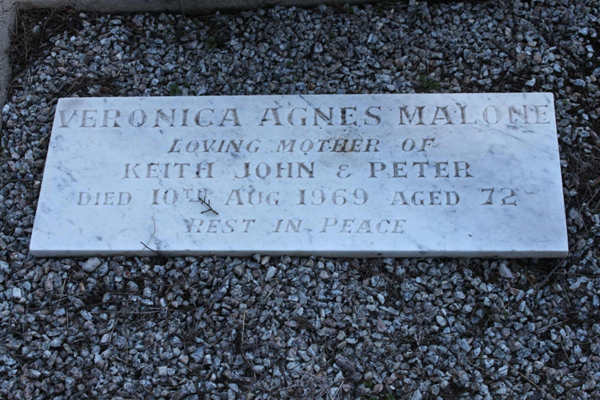 VERONICA AGNES MALONE
LOVING MOTHER OF
KEITH JOHN & PETER
DIED 10TH AUG 1969 AGED 72
REST IN PEACE